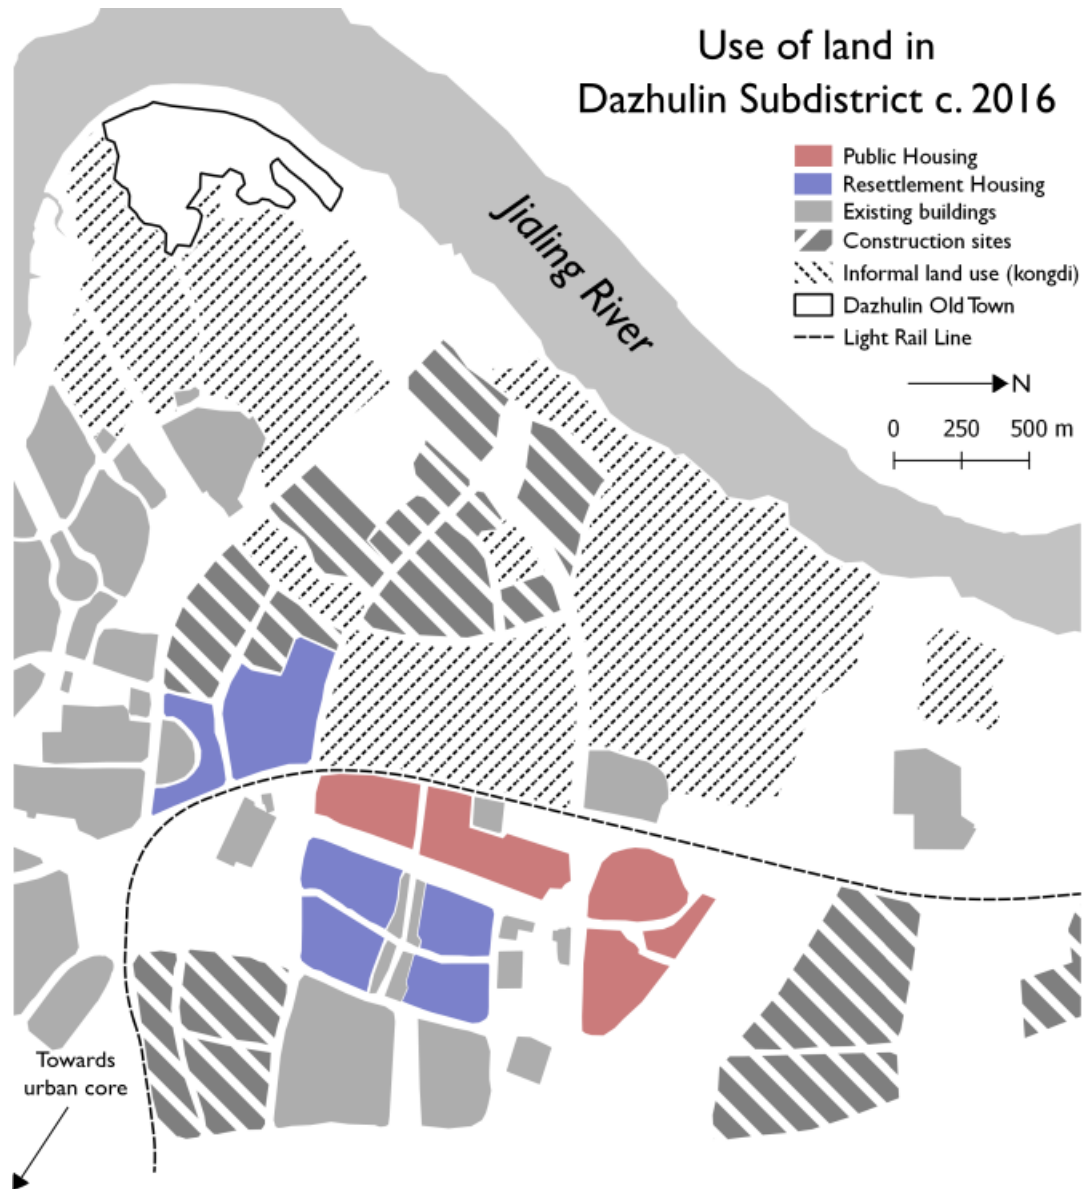 Use of land in
Dazhulin Subdistrict c. 2016
Public Housing
Resettlement Housing
Existing buildings
Construction sites
Informal land use (kongdi)
Dazhulin Old Town
Light Rail Line
N
0 250 500 m
Jialing River
Towards
urban core